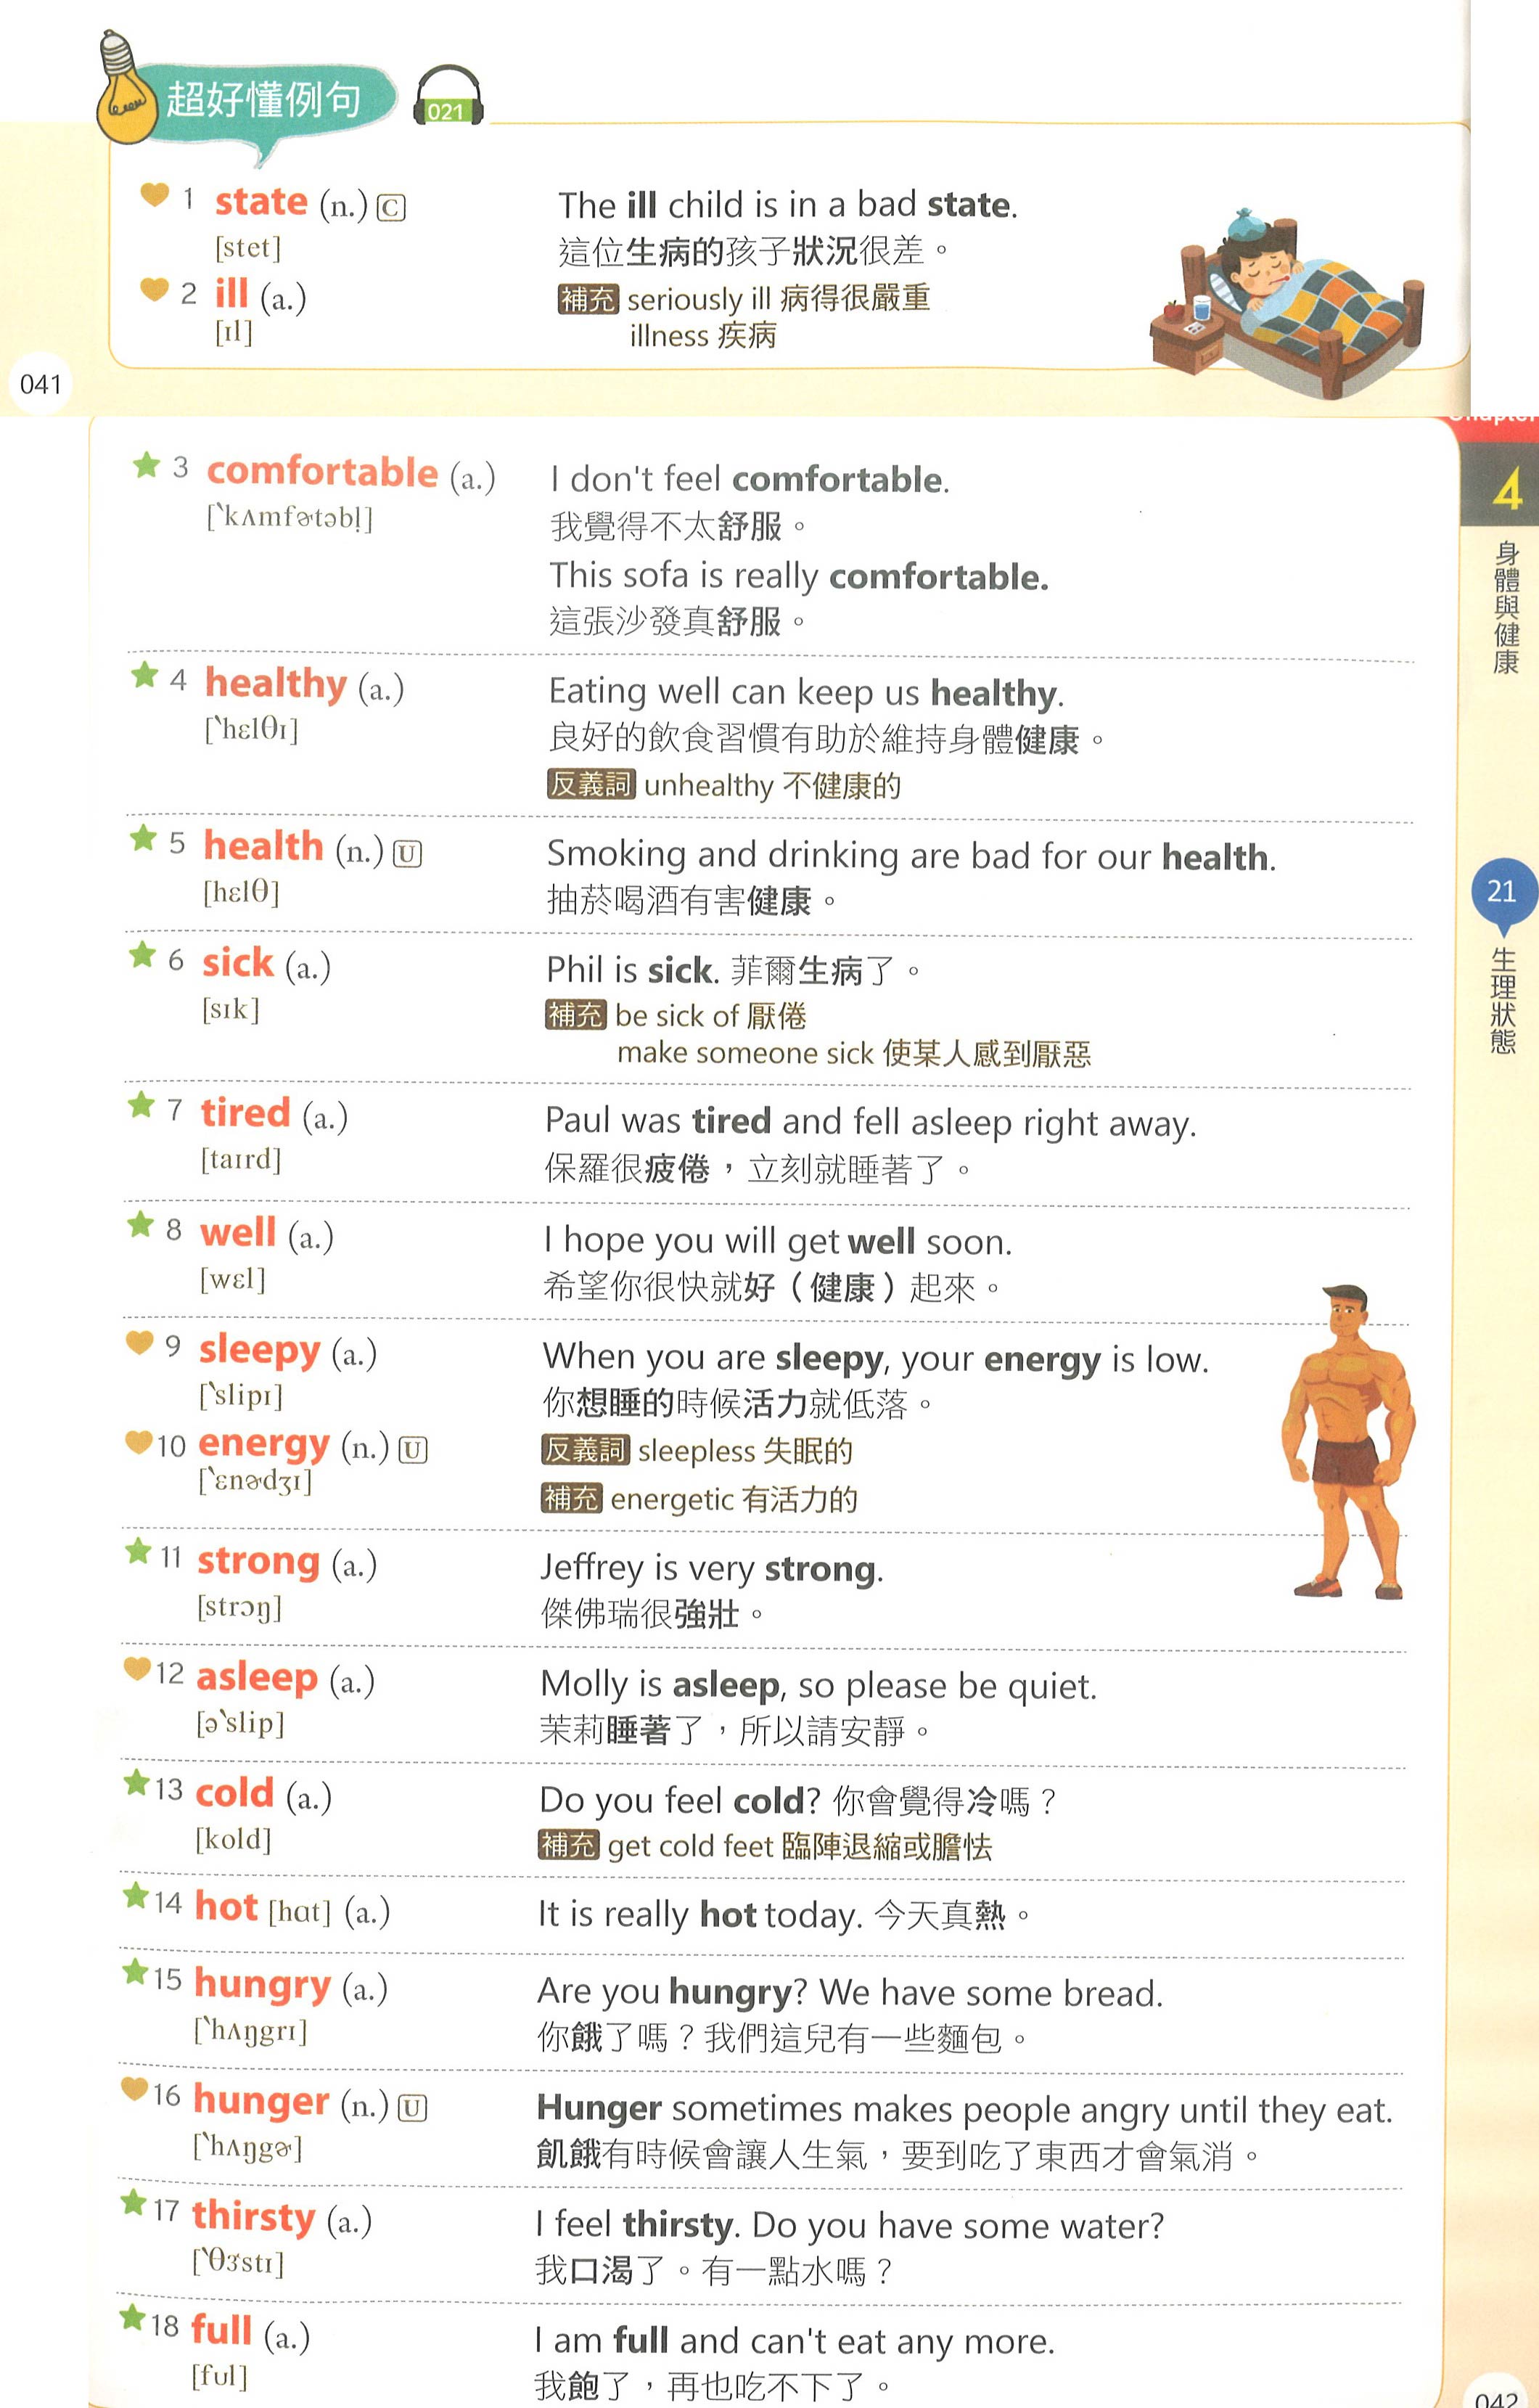 超好懂例句
021
1 state (n.) C
[stet]
2 ill (a.)
[ɪl]
The ill child is in a bad state.
這位生病的孩子狀況很差。
補充 seriously ill 病得很嚴重
illness 疾病
041
Chapter
4
身體與健康
21
生理狀態
3 comfortable (a.)
[ˋkʌmfɚtəbḷ]
I don't feel comfortable.
我覺得不太舒服。
This sofa is really comfortable.
這張沙發真舒服。
4 healthy (a.)
[ˋhɛlθɪ]
Eating well can keep us healthy.
良好的飲食習慣有助於維持身體健康。
反義詞 unhealthy 不健康的
5 health (n.) U
[hɛlθ]
Smoking and drinking are bad for our health.
抽菸喝酒有害健康。
6 sick (a.)
[sɪk]
Phil is sick. 菲爾生病了。
補充 be sick of 厭倦
make someone sick 使某人感到厭惡
7 tired (a.)
[taɪrd]
Paul was tired and fell asleep right away.
保羅很疲倦，立刻就睡著了。
8 well (a.)
[wɛl]
I hope you will get well soon.
希望你很快就好（健康）起來。
9 sleepy (a.)
[ˋslipɪ]
10 energy (n.) U
[ˋɛnɚdʒɪ]
When you are sleepy, your energy is low.
你想睡的時候活力就低落。
反義詞 sleepless 失眠的
補充 energetic 有活力的
11 strong (a.)
[strɔŋ]
Jeffrey is very strong.
傑佛瑞很強壯。
12 asleep (a.)
[əˋslip]
Molly is asleep, so please be quiet.
茉莉睡著了，所以請安靜。
13 cold (a.)
[kold]
Do you feel cold? 你會覺得冷嗎？
補充 get cold feet 臨陣退縮或膽怯
14 hot [hɑt] (a.)
It is really hot today. 今天真熱。
15 hungry (a.)
[ˋhʌŋgrɪ]
Are you hungry? We have some bread.
你餓了嗎？我們這兒有一些麵包。
16 hunger (n.) U
[ˋhʌŋgɚ]
Hunger sometimes makes people angry until they eat.
飢餓有時候會讓人生氣，要到吃了東西才會氣消。
17 thirsty (a.)
[ˋθɝstɪ]
I feel thirsty. Do you have some water?
我口渴了。有一點水嗎？
18 full (a.)
[fʊl]
I am full and can't eat any more.
我飽了，再也吃不下了。
042